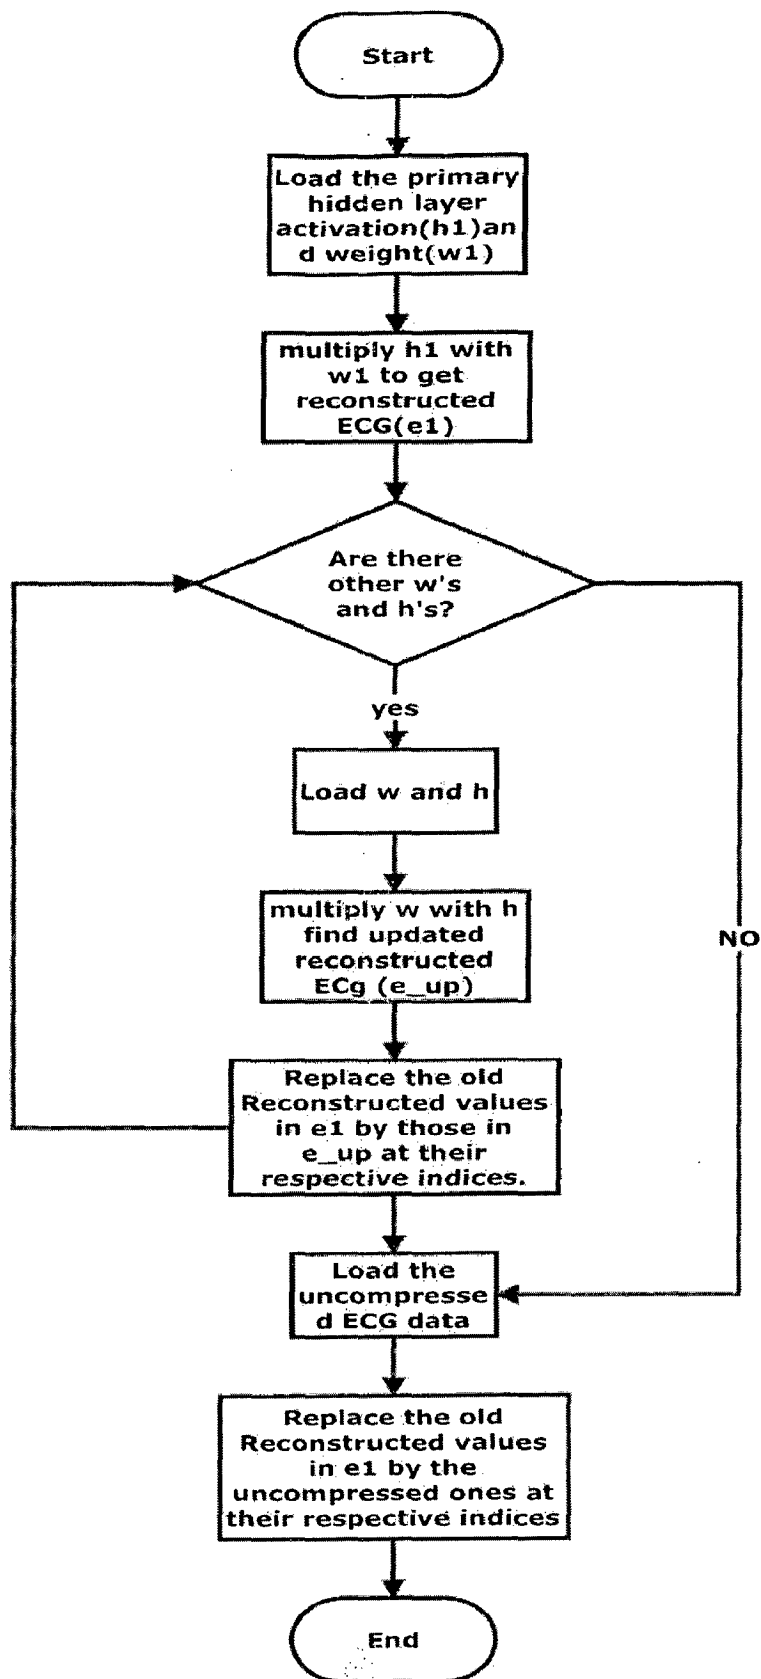 Start
Load the primary
hidden layer
activation(h1)an
d weight(w1)
multiply h1 with
w1 to get
reconstructed
ECG(e1)
Are there
other w's
and h's?
yes
Load w and h
multiply w with h
find updated
reconstructed
ECg (e_up)
NO
Replace the old
Reconstructed values
in e1 by those in
e_up at their
respective indices.
Load the
uncompresse
d ECG data
Replace the old
Reconstructed values
in e1 by the
uncompressed ones at
their respective indices
End